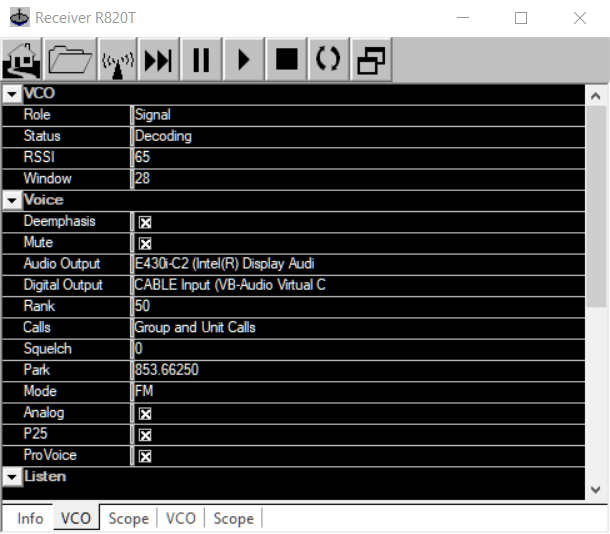 Receiver R820T
VCO
Role Signal
Status Decoding
RSSI 65
Window 28
Voice
Deemphasis
Mute
Audio Output E430i-C2 (Intel(R) Display Audi
Digital Output CABLE Input (VB-Audio Virtual C
Rank 50
Calls Group and Unit Calls
Squelch 0
Park 853.66250
Mode FM
Analog
P25
ProVoice
Listen
Info VCO Scope VCO Scope